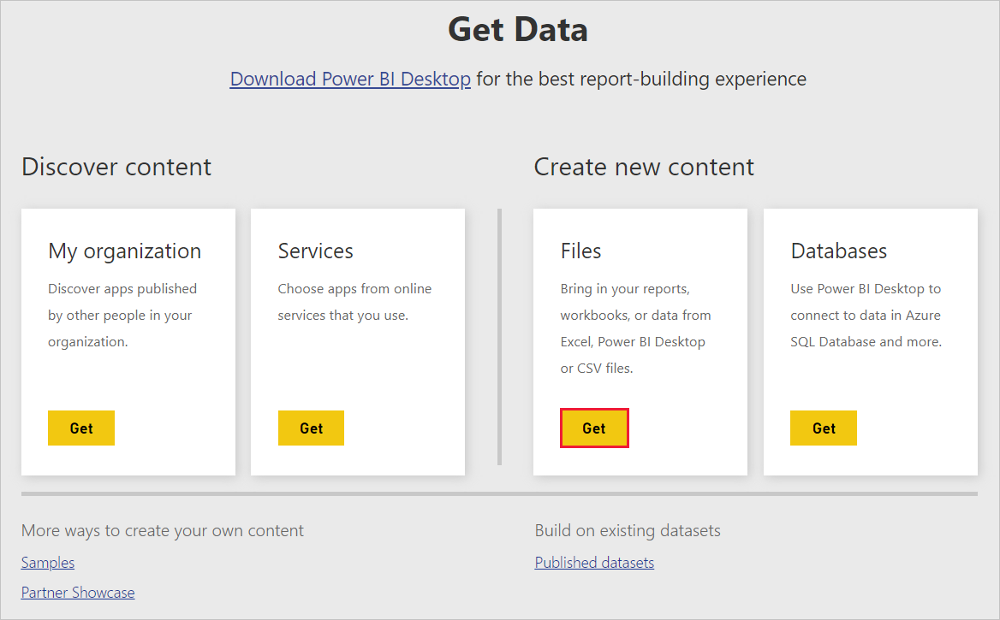 Get Data
Download Power BI Desktop for the best report-building experience
Discover content
My organization
Discover apps published
by other people in your
organization.
Get
Services
Choose apps from online
services that you use.
Get
Create new content
Files
Bring in your reports,
workbooks, or data from
Excel, Power BI Desktop
or CSV files.
Get
Databases
Use Power BI Desktop to
connect to data in Azure
SQL Database and more.
Get
More ways to create your own content
Samples
Partner Showcase
Build on existing datasets
Published datasets